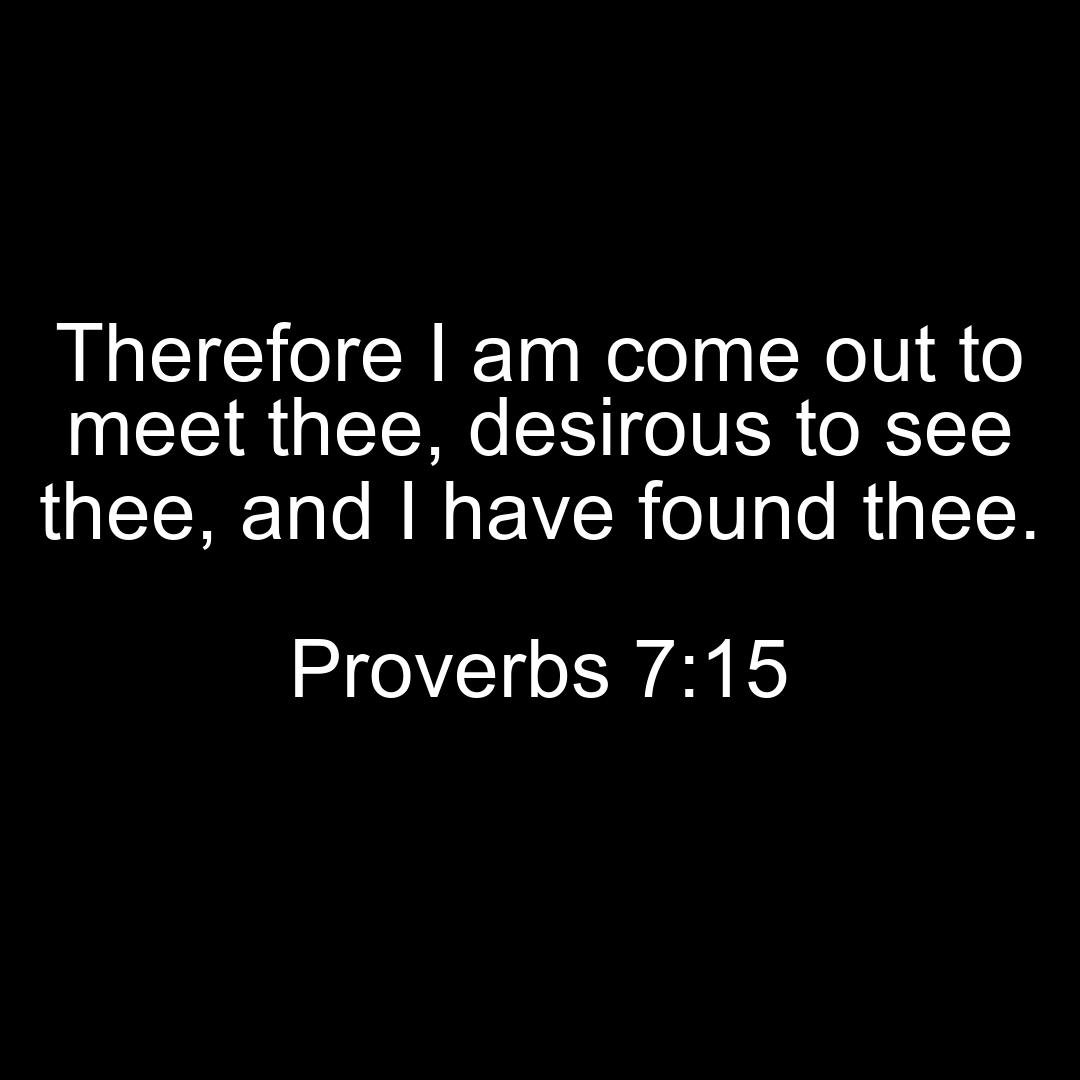 Therefore I am come out to
meet thee, desirous to see
thee, and I have found thee.
Proverbs 7:15